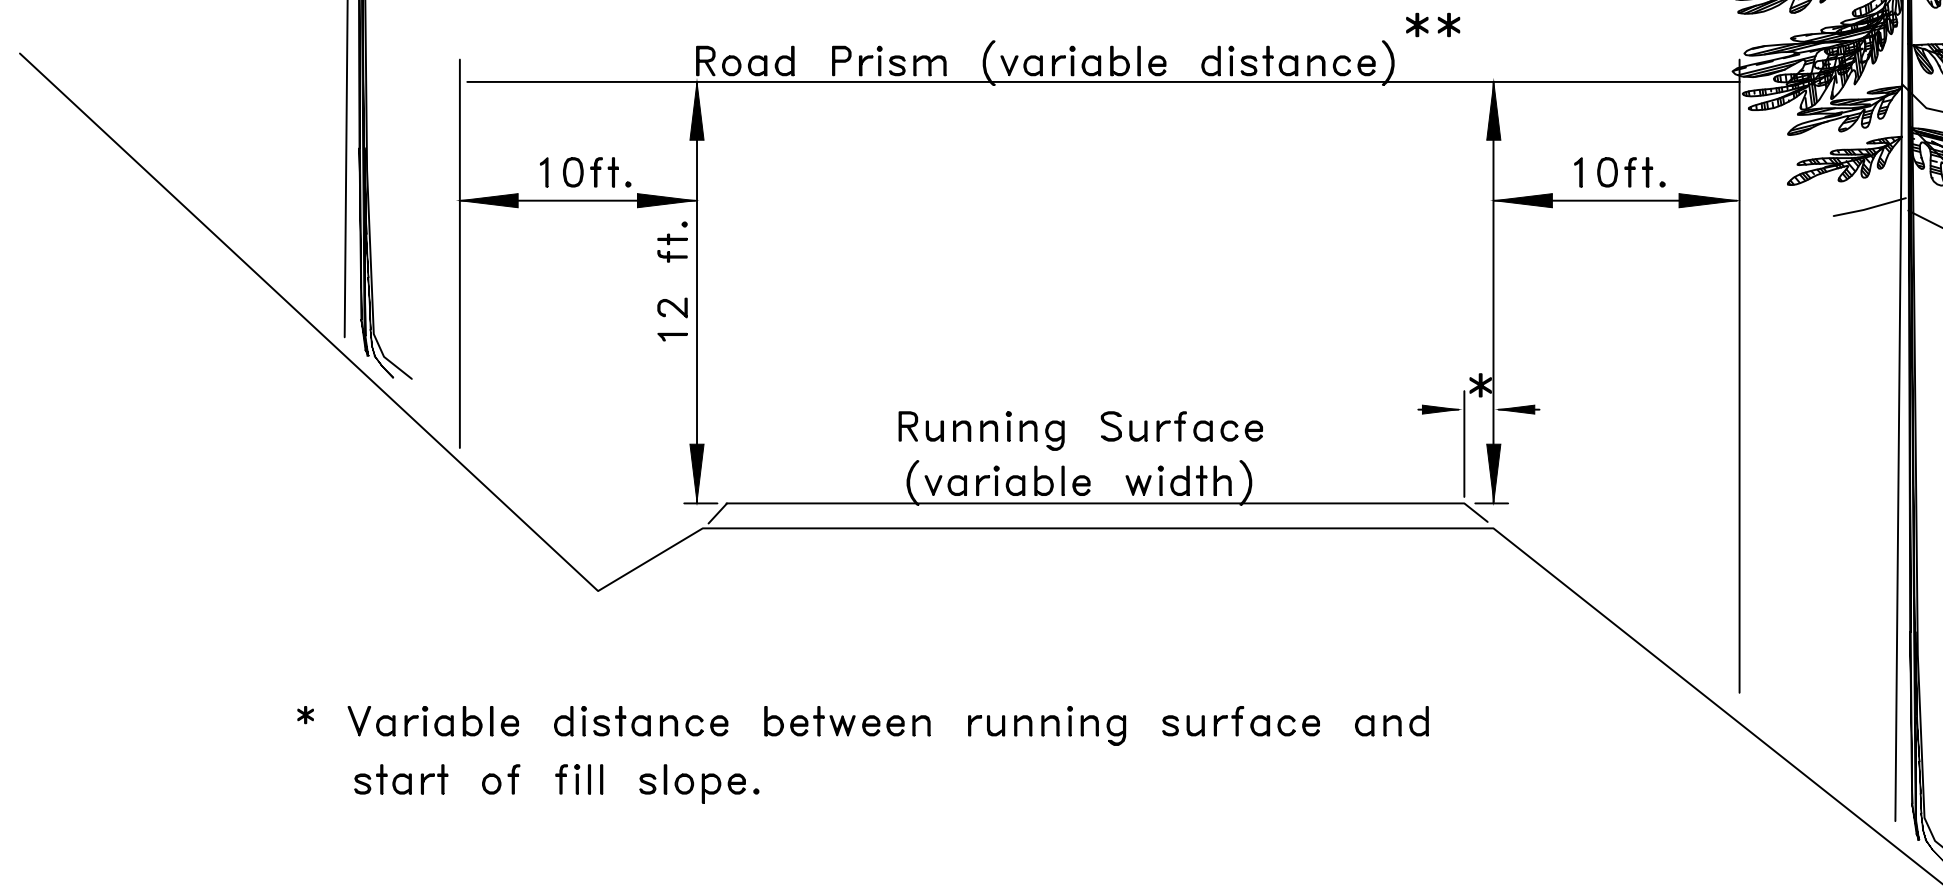 Road Prism (variable distance)**
10ft.
10ft.
12 ft.
*
Running Surface
(variable width)
* Variable distance between running surface and
start of fill slope.